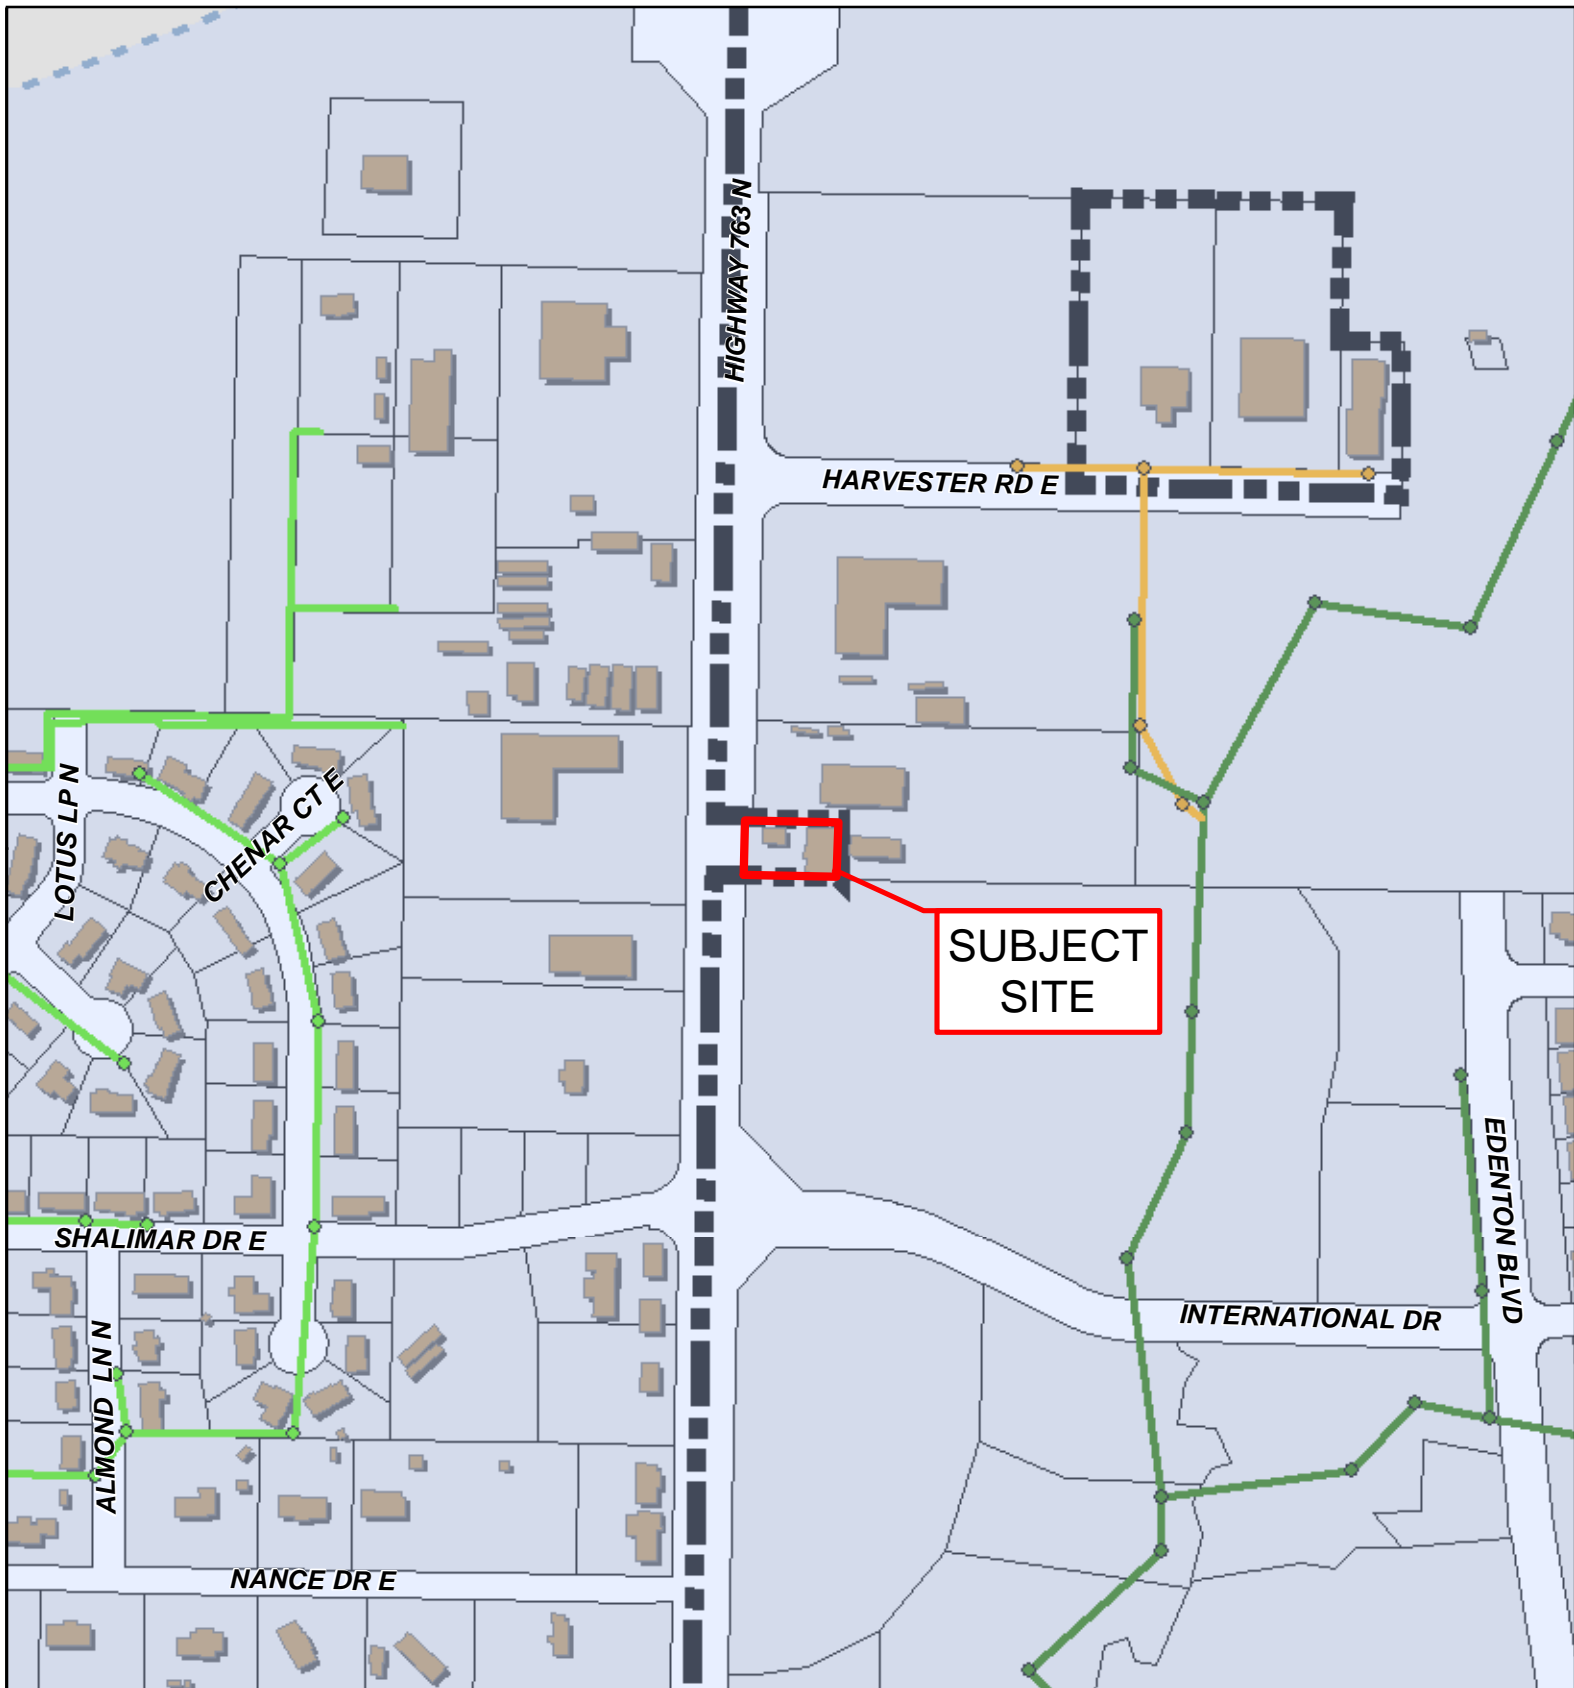 HIGHWAY 763 N
HARVESTER RD E
LOTUS LP N
CHENAR CT E
SUBJECT
SITE
EDENTON BLVD
SHALIMAR DR E
INTERNATIONAL DR
ALMOND LN N
NANCE DR E